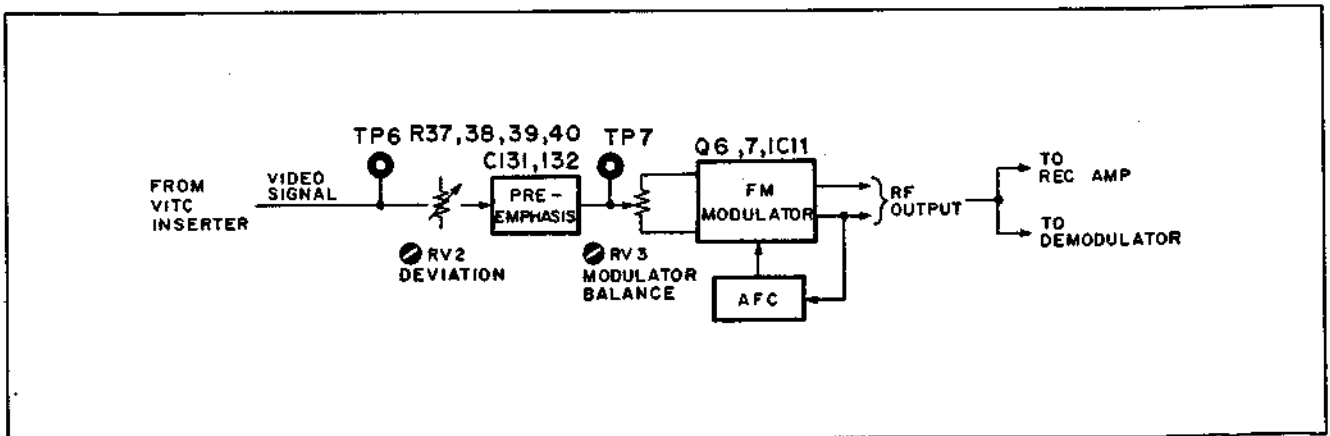 TP6 R37,38,39,40 TP7
C131,132
Q6,7,IC11
FROM
VITC
INSERTER
VIDEO
SIGNAL
PRE-
EMPHASIS
FM
MODULATOR
RF
OUTPUT
TO
REC AMP
TO
DEMODULATOR
RV2
DEVIATION
RV3
MODULATOR
BALANCE
AFC